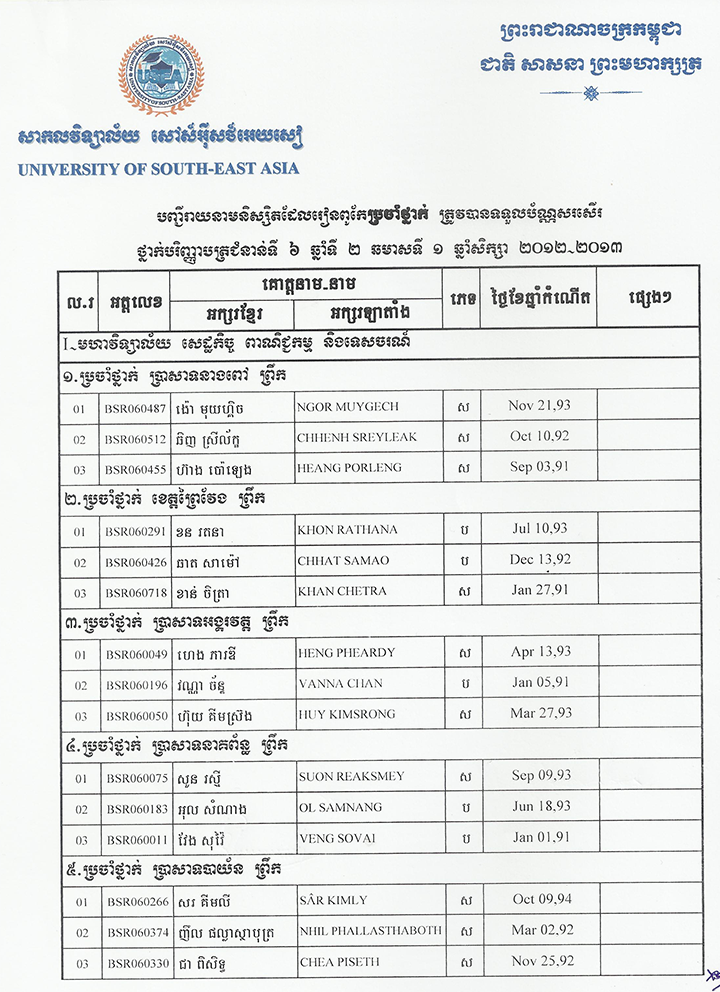 ព្រះរាជាណាចក្រកម្ពុជា
ជាតិ សាសនា ព្រះមហាក្សត្រ
សាកលវិទ្យាល័យ សៅស៍អ៊ីសថ៍អេយសៀ
UNIVERSITY OF SOUTH-EAST ASIA
បញ្ជីរាយនាមនិស្សិតដែលរៀនពូកែប្រចាំថ្នាក់ ត្រូវបានទទួលប័ណ្ណសរសើរ
ថ្នាក់បរិញ្ញាបត្រជំនាន់ទី ៦ ឆ្នាំទី ២ ឆមាសទី ១ ឆ្នាំសិក្សា ២០១២-២០១៣
ល.រ អត្តលេខ គោត្តនាម-នាម ភេទ ថ្ងៃខែឆ្នាំកំណើត ផ្សេងៗ
អក្សរខ្មែរ អក្សរឡាតាំង
I-មហាវិទ្យាល័យ សេដ្ឋកិច្ច ពាណិជ្ជកម្ម និងទេសចរណ៍
១.ប្រចាំថ្នាក់ ប្រាសាទនាងពៅ ព្រឹក
01 BSR060487 ង៉ោ មុយហ្គិច NGOR MUYGECH ស Nov 21,93
02 BSR060512 ឆិញ ស្រីល័ក្ខ CHHENH SREYLEAK ស Oct 10,92
03 BSR060455 ហ៊ាង ប៉ោឡេង HEANG PORLENG ស Sep 03,91
២.ប្រចាំថ្នាក់ ខេត្តព្រៃវែង ព្រឹក
01 BSR060291 ខន រតនា KHON RATHANA ប Jul 10,93
02 BSR060426 ឆាត សាម៉ៅ CHHAT SAMAO ប Dec 13,92
03 BSR060718 ខាន់ ចិត្រា KHAN CHETRA ស Jan 27,91
៣.ប្រចាំថ្នាក់ ប្រាសាទអង្គរវត្ត ព្រឹក
01 BSR060049 ហេង ភារឌី HENG PHEARDY ស Apr 13,93
02 BSR060196 វណ្ណា ច័ន្ទ VANNA CHAN ប Jan 05,91
03 BSR060050 ហ៊ុយ គីមស្រ៊ង HUY KIMSRONG ស Mar 27,93
៤.ប្រចាំថ្នាក់ ប្រាសាទនាគព័ន្ធ ព្រឹក
01 BSR060075 សួន រស្មី SUON REAKSMEY ស Sep 09,93
02 BSR060183 អុល សំណាង OL SAMNANG ប Jun 18,93
03 BSR060011 វ៉ែង សុវ៉ៃ VENG SOVAI ប Jan 01,91
៥.ប្រចាំថ្នាក់ ប្រាសាទបាយ័ន ព្រឹក
01 BSR060266 សរ គីមលី SÂR KIMLY ស Oct 09,94
02 BSR060374 ញឹល ផល្លាស្ថាបុត្រ NHIL PHALLASTHABOTH ស Mar 02,92
03 BSR060330 ជា ពិសិទ្ធ CHEA PISETH ស Nov 25,92